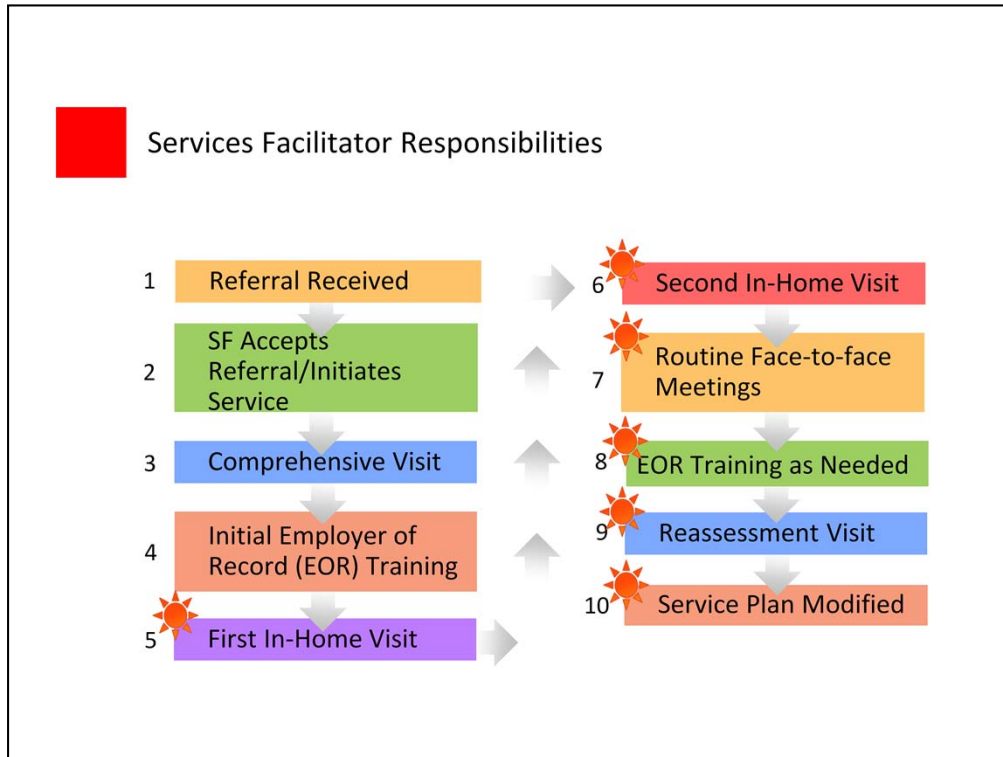 Services Facilitator Responsibilities
1 Referral Received
2 SF Accepts
Referral/Initiates
Service
3 Comprehensive Visit
4 Initial Employer of
Record (EOR) Training
5 First In-Home Visit
6 Second In-Home Visit
7 Routine Face-to-face
Meetings
8 EOR Training as Needed
9 Reassessment Visit
10 Service Plan Modified